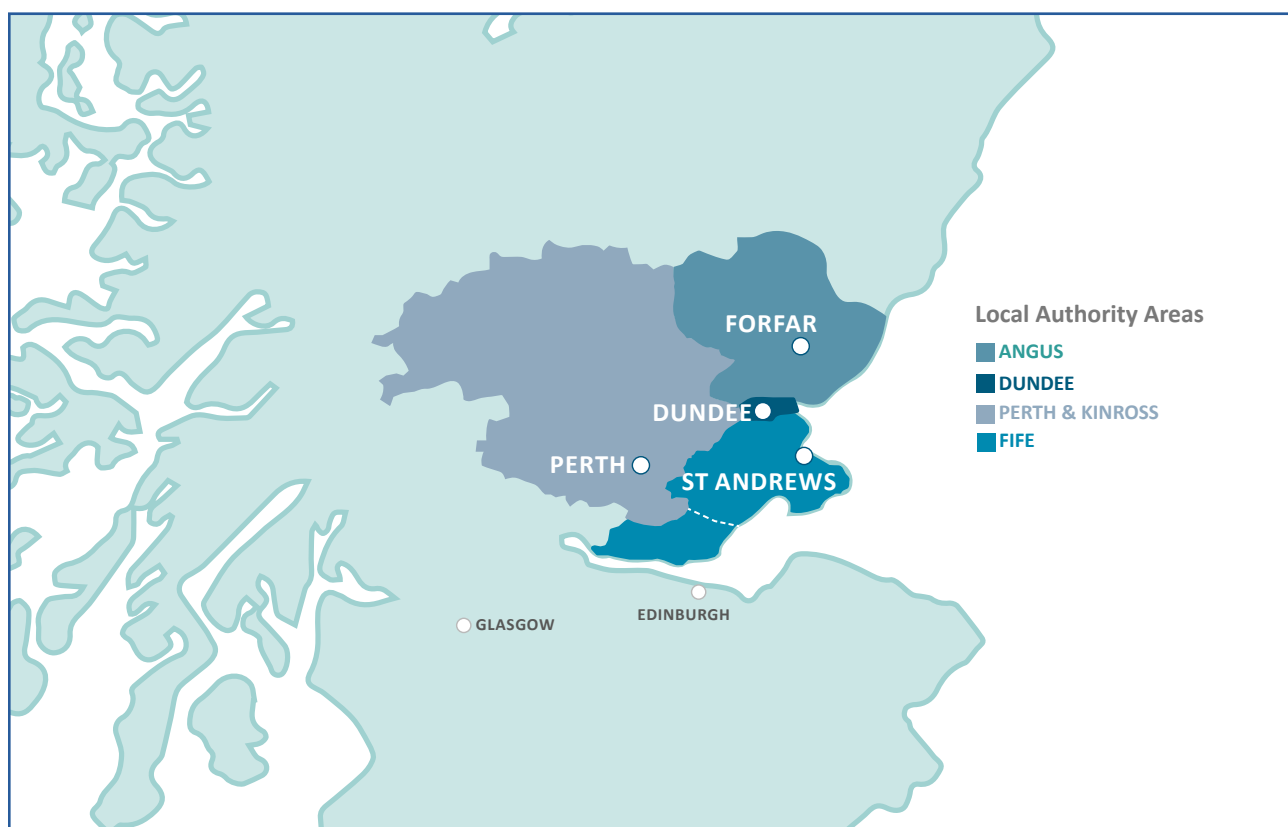 FORFAR
DUNDEE
PERTH
ST ANDREWS
GLASGOW
EDINBURGH
Local Authority Areas
ANGUS
DUNDEE
PERTH & KINROSS
FIFE